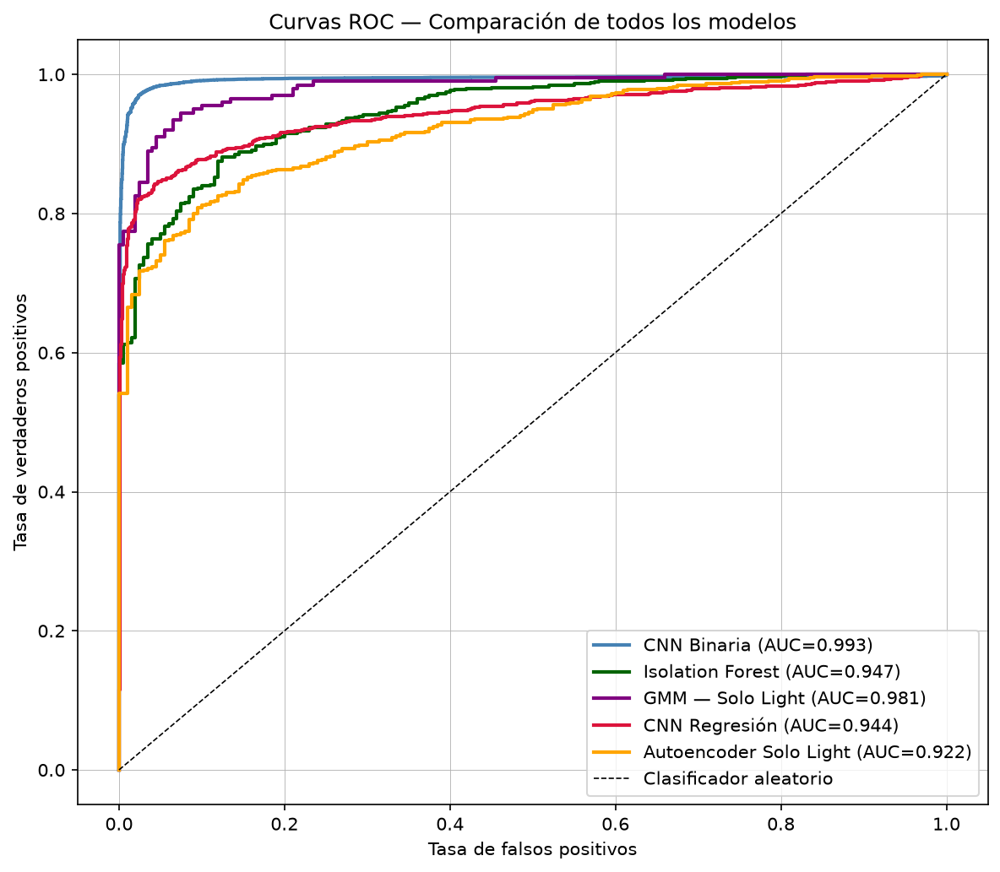 Curvas ROC — Comparación de todos los modelos
Tasa de verdaderos positivos
1.0
0.8
0.6
0.4
0.2
0.0
0.0 0.2 0.4 0.6 0.8 1.0
Tasa de falsos positivos
CNN Binaria (AUC=0.993)
Isolation Forest (AUC=0.947)
GMM — Solo Light (AUC=0.981)
CNN Regresión (AUC=0.944)
Autoencoder Solo Light (AUC=0.922)
Clasificador aleatorio